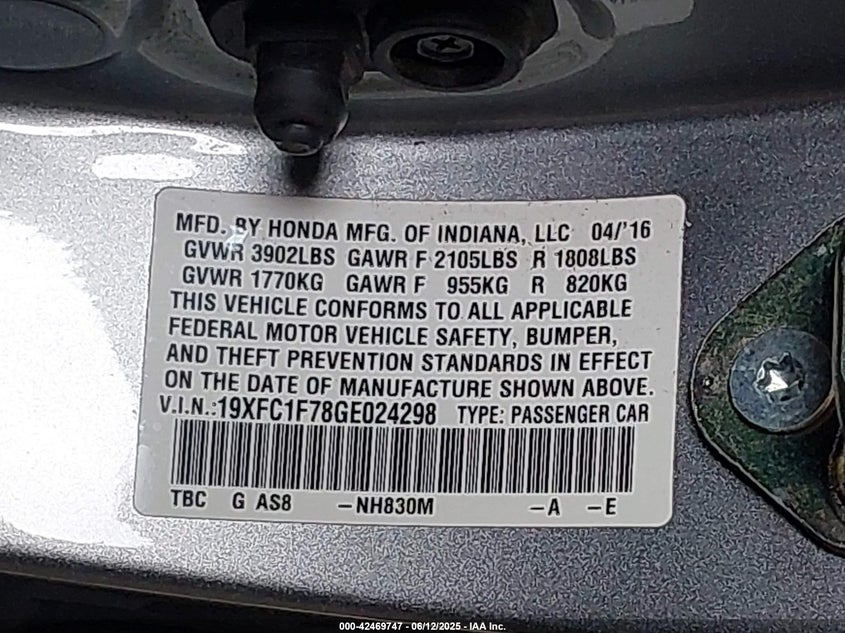 MFD. BY HONDA MFG. OF INDIANA, LLC 04/'16
GVWR 3902LBS GAWR F 2105LBS R 1808LBS
GVWR 1770KG GAWR F 955KG R 820KG
THIS VEHICLE CONFORMS TO ALL APPLICABLE
FEDERAL MOTOR VEHICLE SAFETY, BUMPER,
AND THEFT PREVENTION STANDARDS IN EFFECT
ON THE DATE OF MANUFACTURE SHOWN ABOVE.
V.I.N.:19XFC1F78GE024298 TYPE: PASSENGER CAR
TBC G AS8 -NH830M -A -E
000-42469747 - 06/12/2025 - IAA Inc.